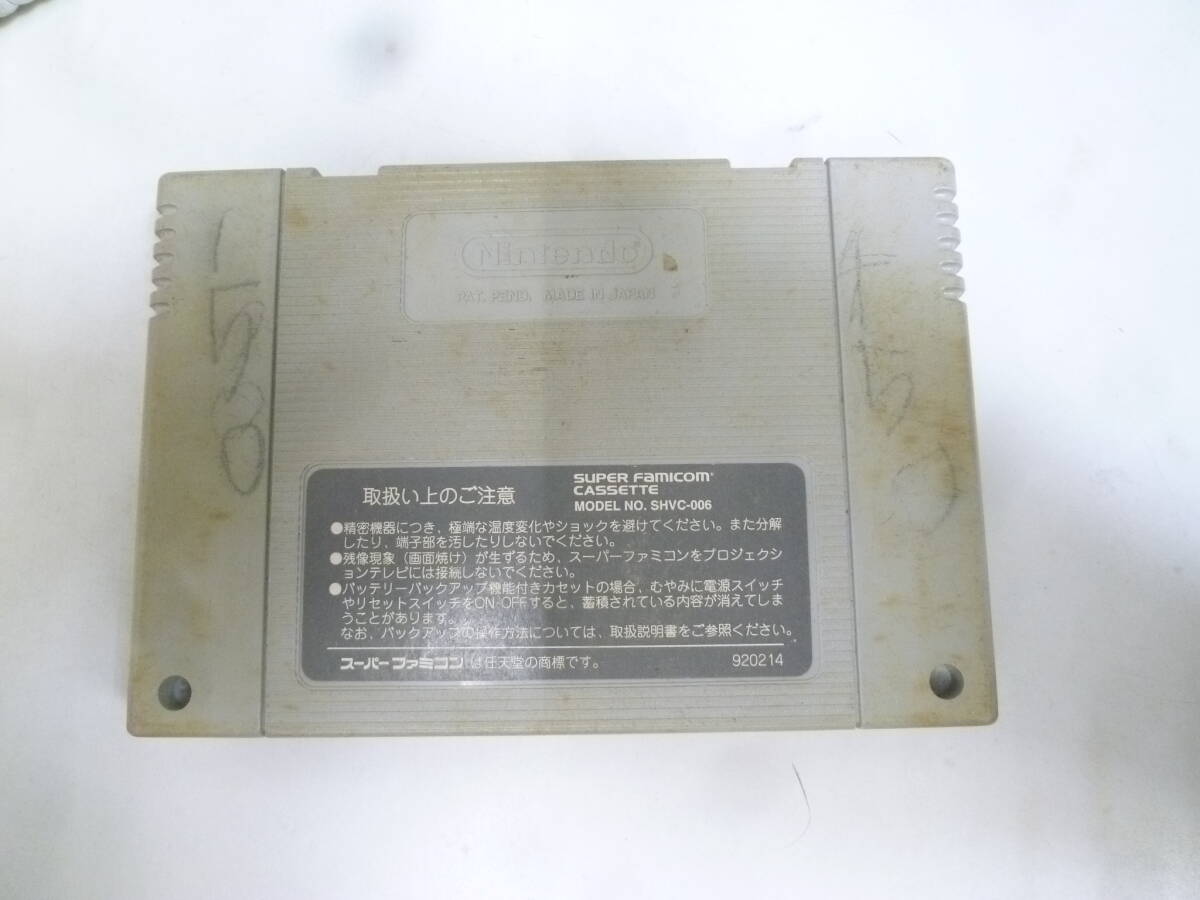 Nintendo
PAT. PEND. MADE IN JAPAN
取扱い上のご注意
SUPER FAMICOM
CASSETTE
MODEL NO. SHVC-006
●精密機器につき、極端な温度変化やショックを避けてください。また分解
したり、端子部を汚したりしないでください。
●残像現象（画面焼け）が生ずるため、スーパーファミコンをプロジェクシ
ョンテレビには接続しないでください。
●バッテリーバックアップ機能付きカセットの場合、むやみに電源スイッチ
やリセットスイッチをON・OFFすると、蓄積されている内容が消えてしま
うことがあります。
なお、バックアップの操作方法については、取扱説明書をご参照ください。
スーパーファミコンは任天堂の商標です。
920214